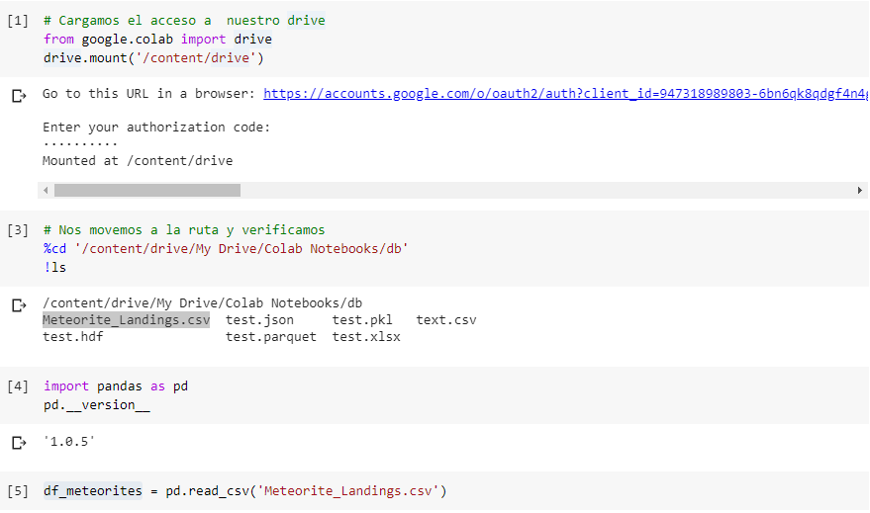 [1] # Cargamos el acceso a  nuestro drive
from google.colab import drive
drive.mount('/content/drive')
Go to this URL in a browser: https://accounts.google.com/o/oauth2/auth?client_id=947318989803-6bn6qk8qdgf4n4g
Enter your authorization code:
··········
Mounted at /content/drive
[3] # Nos movemos a la ruta y verificamos
%cd '/content/drive/My Drive/Colab Notebooks/db'
!ls
/content/drive/My Drive/Colab Notebooks/db
Meteorite_Landings.csv  test.json     test.pkl   text.csv
test.hdf                test.parquet  test.xlsx
[4] import pandas as pd
pd.__version__
'1.0.5'
[5] df_meteorites = pd.read_csv('Meteorite_Landings.csv')